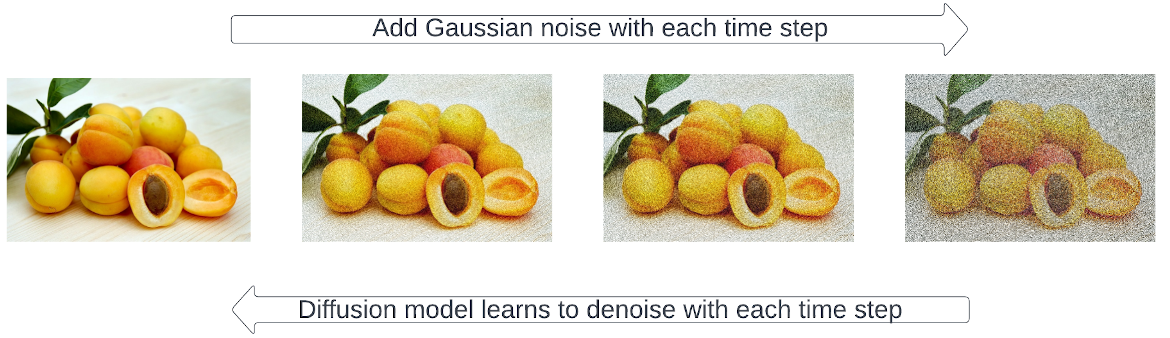 Add Gaussian noise with each time step
Diffusion model learns to denoise with each time step